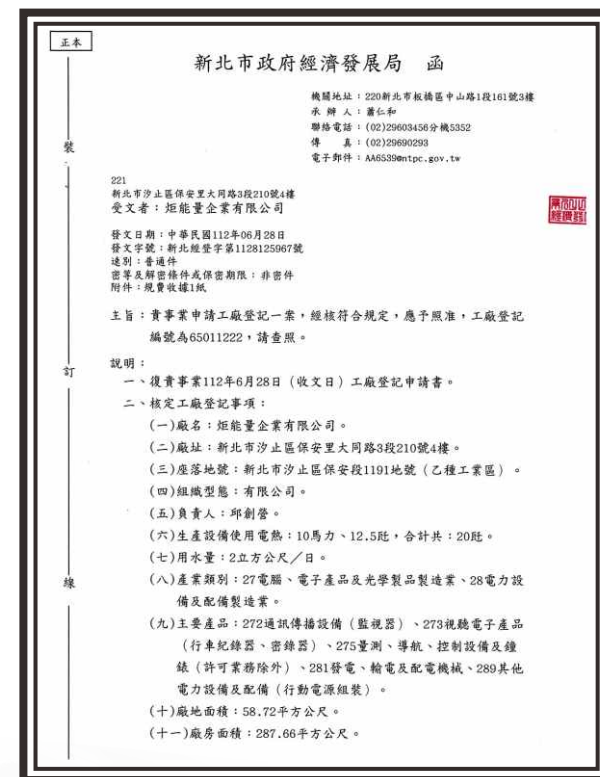 正本
新北市政府經濟發展局 函
機關地址：220新北市板橋區中山路1段161號3樓
承 辦 人：蕭仁和
聯絡電話：(02)29603456分機5352
傳　　真：(02)29690293
電子郵件：AA6539@ntpc.gov.tw
裝
221
新北市汐止區保安里大同路3段210號4樓
受文者：炬能量企業有限公司
發文日期：中華民國112年06月28日
發文字號：新北經登字第1128125967號
速別：普通件
密等及解密條件或保密期限：非密件
附件：規費收據1紙
主旨：貴事業申請工廠登記一案，經核符合規定，應予照准，工廠登記
編號為65011222，請查照。
訂
說明：
一、復貴事業112年6月28日（收文日）工廠登記申請書。
二、核定工廠登記事項：
(一)廠名：炬能量企業有限公司。
(二)廠址：新北市汐止區保安里大同路3段210號4樓。
(三)座落地號：新北市汐止區保安段1191地號（乙種工業區）。
(四)組織型態：有限公司。
(五)負責人：邱創營。
(六)生產設備使用電熱：10馬力、12.5瓩，合計共：20瓩。
(七)用水量：2立方公尺／日。
線
(八)產業類別：27電腦、電子產品及光學製品製造業、28電力設
備及配備製造業。
(九)主要產品：272通訊傳播設備（監視器）、273視聽電子產品
（行車紀錄器、密錄器）、275量測、導航、控制設備及鐘
錶（許可業務除外）、281發電、輸電及配電機械、289其他
電力設備及配備（行動電源組裝）。
(十)廠地面積：58.72平方公尺。
(十一)廠房面積：287.66平方公尺。